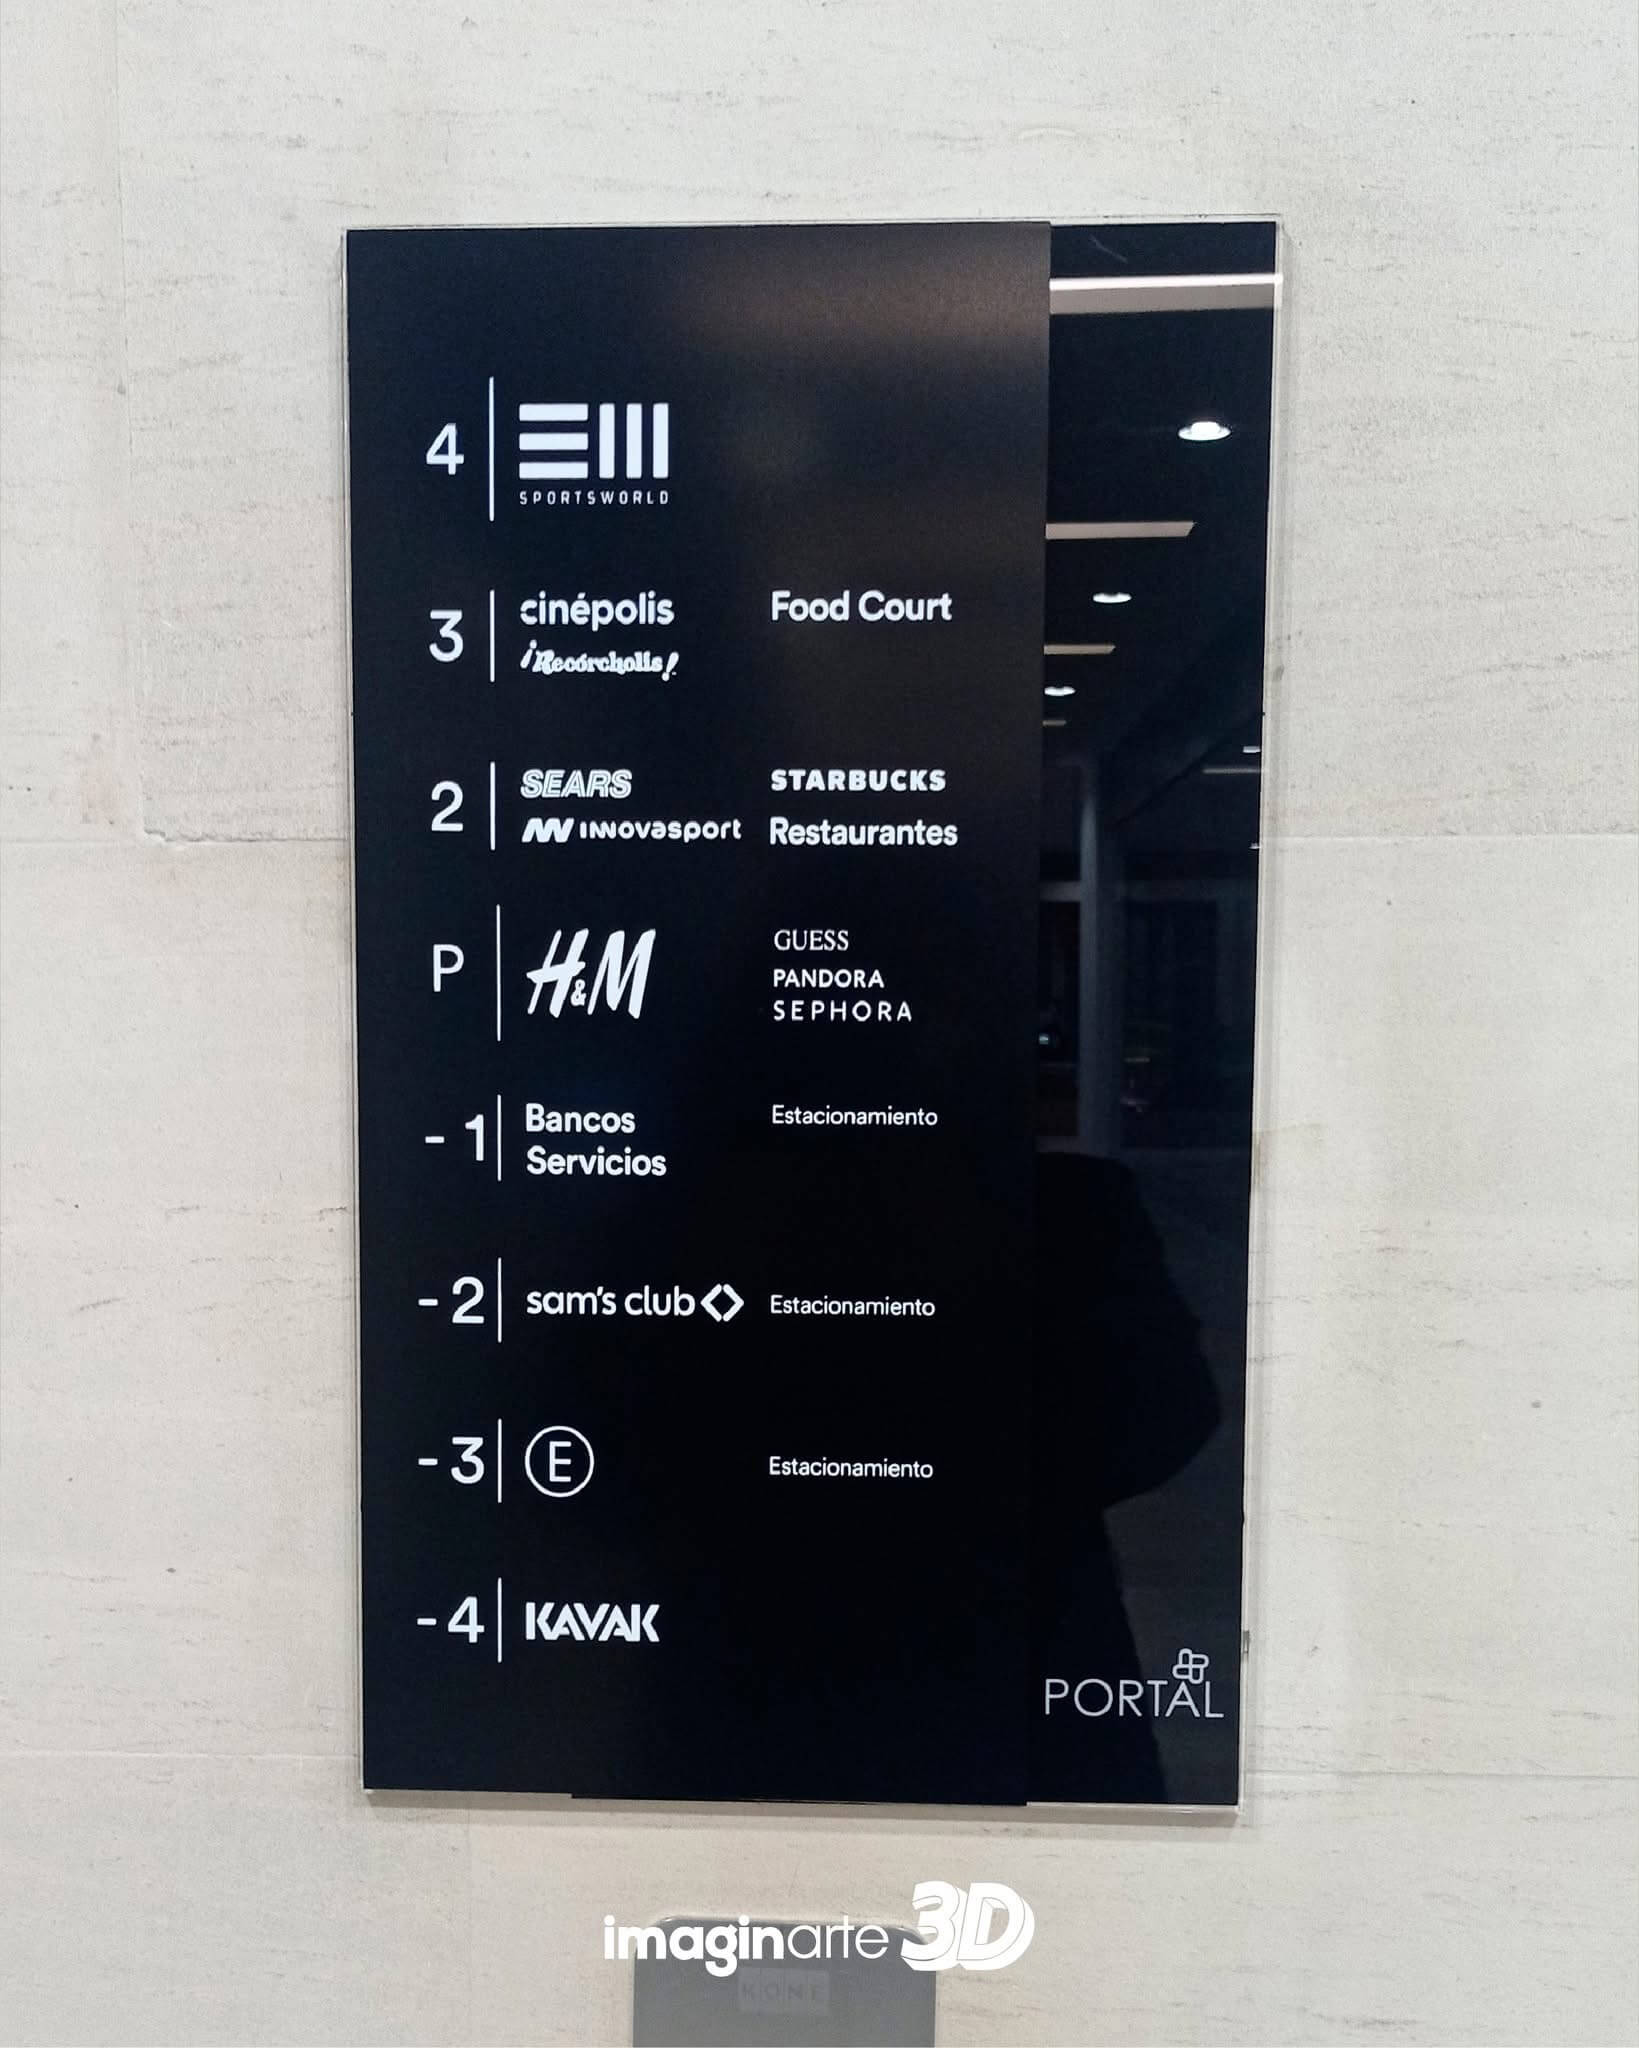 4
SPORTSWORLD
3
cinépolis
Food Court
¡Recórcholis!
2
SEARS
STARBUCKS
INNOVASPORT
Restaurantes
P
H&M
GUESS
PANDORA
SEPHORA
-1
Bancos
Estacionamiento
Servicios
-2
sam's club
Estacionamiento
-3
E
Estacionamiento
-4
KAVAK
PORTAL
imaginarte 3D
KONE